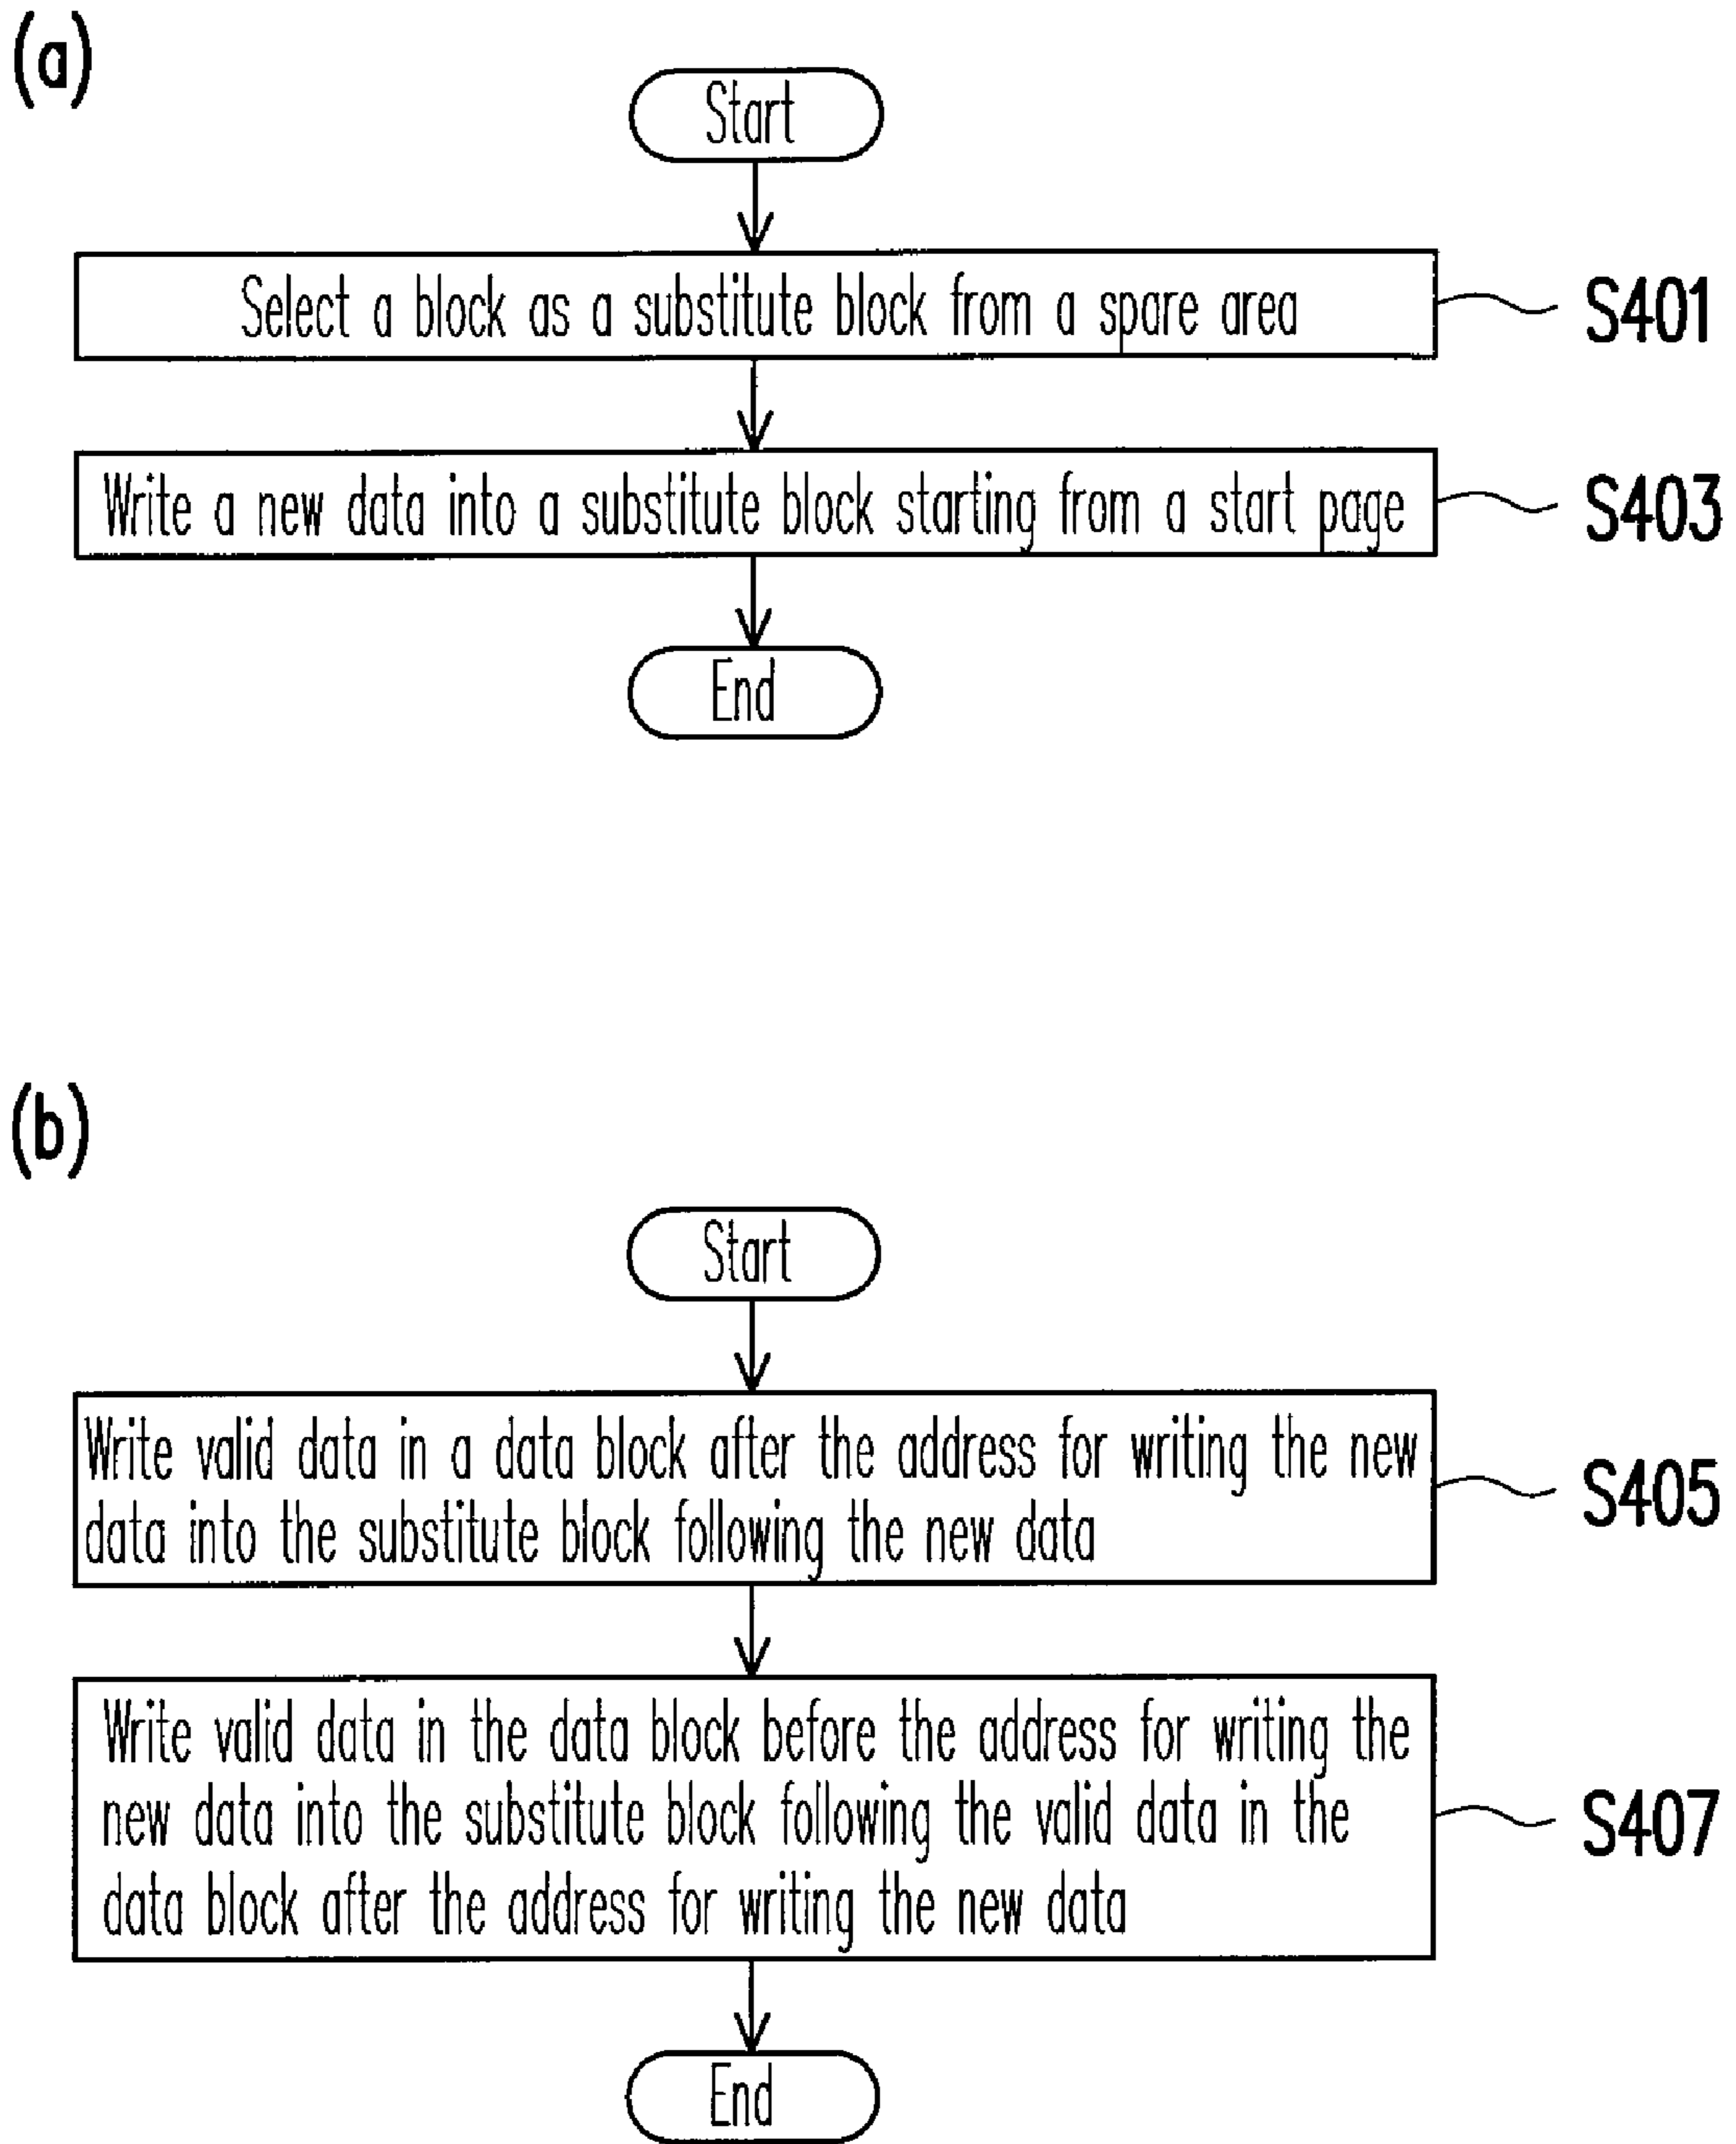 (a)
Start
Select a block as a substitute block from a spare area
S401
Write a new data into a substitute block starting from a start page
S403
End
(b)
Start
Write valid data in a data block after the address for writing the new
data into the substitute block following the new data
S405
Write valid data in the data block before the address for writing the
new data into the substitute block following the valid data in the
data block after the address for writing the new data
S407
End